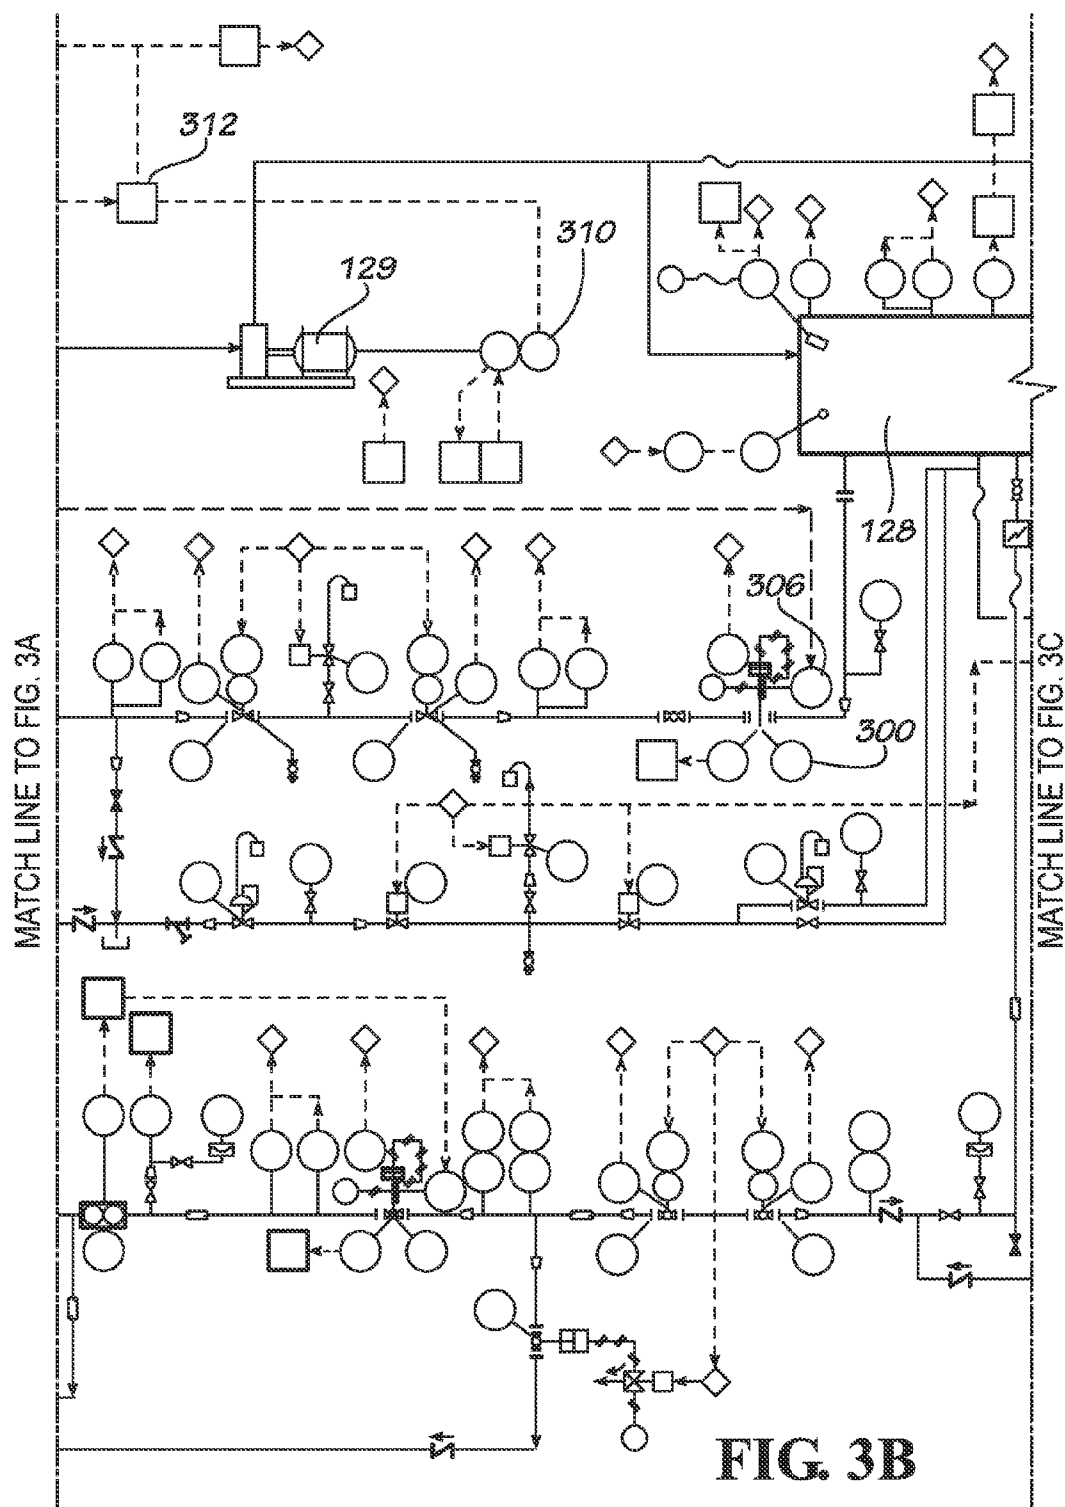 312
310
129
128
306
300
MATCH LINE TO FIG. 3A
MATCH LINE TO FIG. 3C
FIG. 3B